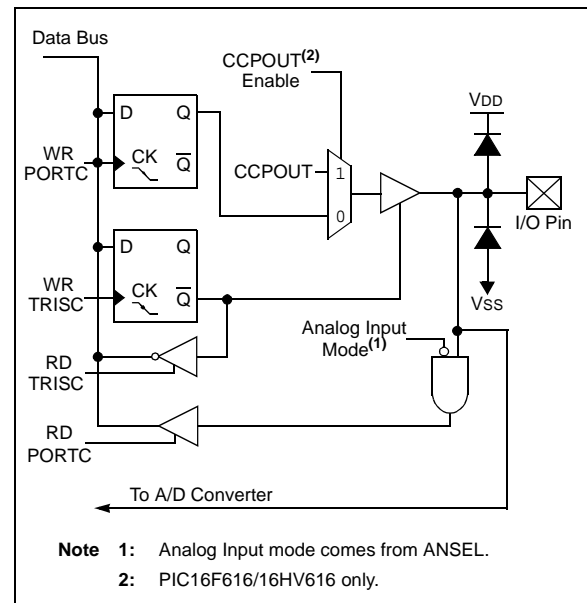 Data Bus
CCPOUT(2)
Enable
VDD
D Q
WR
PORTC
CK Q
CCPOUT
1
0
I/O Pin
D Q
WR
TRISC
CK Q
VSS
Analog Input
Mode(1)
RD
TRISC
RD
PORTC
To A/D Converter
Note 1: Analog Input mode comes from ANSEL.
2: PIC16F616/16HV616 only.